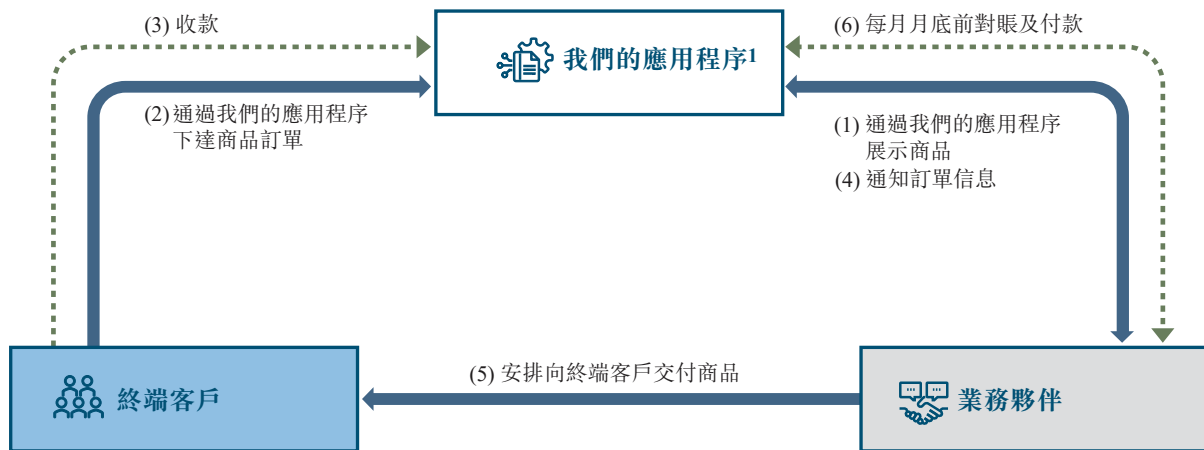 (3) 收款
(6) 每月月底前對賬及付款
我們的應用程序1
(2) 通過我們的應用程序
下達商品訂單
(1) 通過我們的應用程序
展示商品
(4) 通知訂單信息
(5) 安排向終端客戶交付商品
終端客戶
業務夥伴